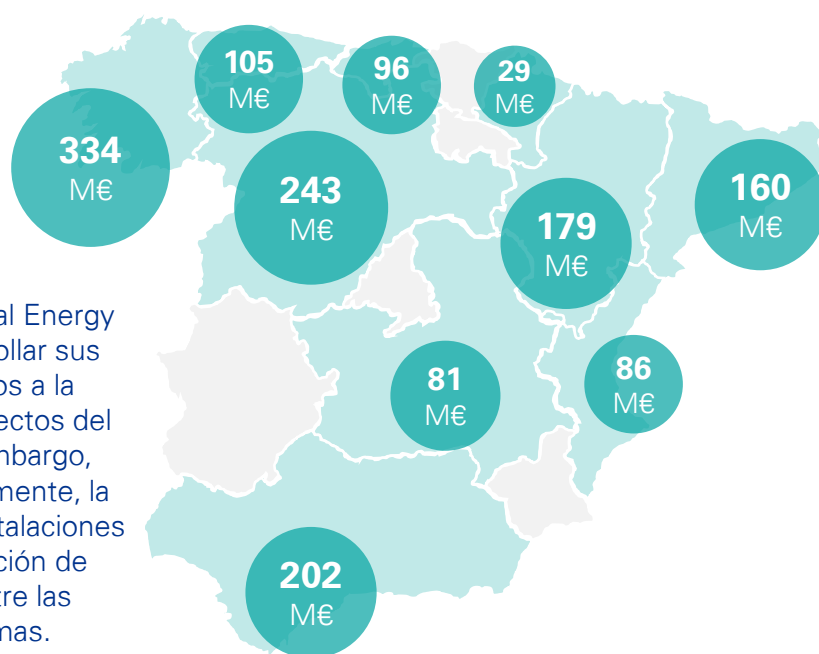 105
M€
96
M€
29
M€
334
M€
243
M€
160
M€
179
M€
al Energy
ollar sus
os a la
ectos del
mbargo,
mente, la
talaciones
ción de
tre las
mas.
81
M€
86
M€
202
M€